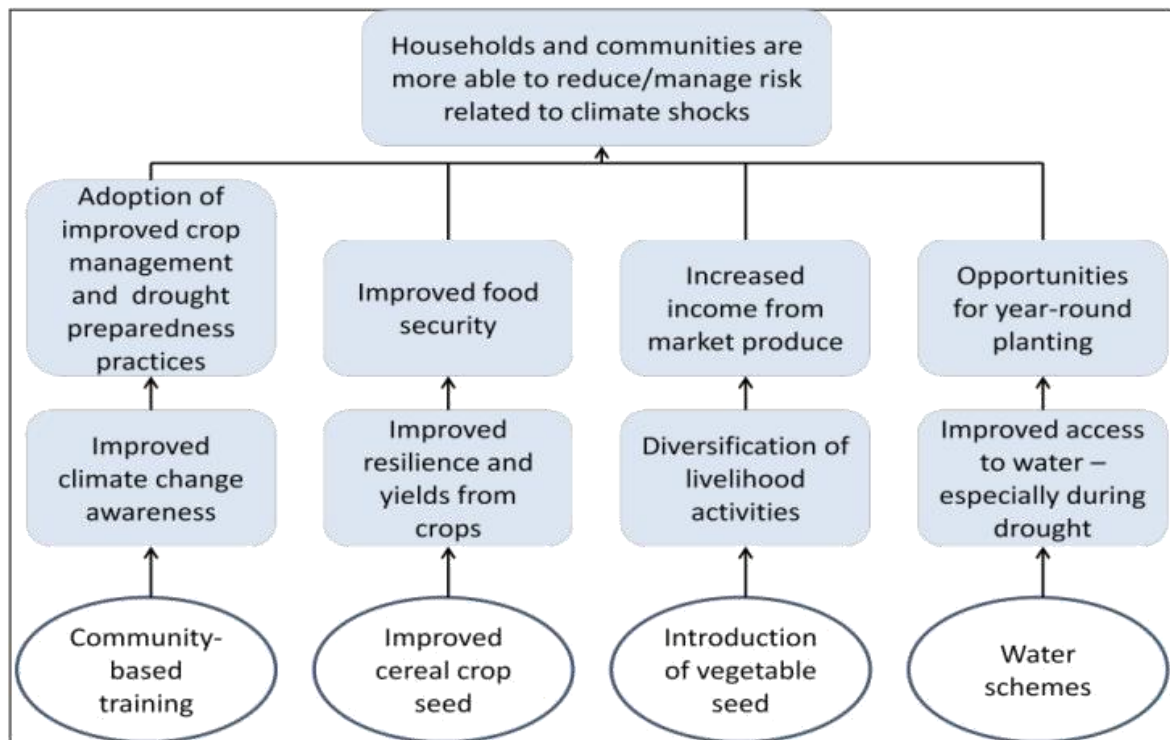 Households and communities are
more able to reduce/manage risk
related to climate shocks
Adoption of
improved crop
management
and drought
preparedness
practices
Improved food
security
Increased
income from
market produce
Opportunities
for year-round
planting
Improved
climate change
awareness
Improved
resilience and
yields from
crops
Diversification of
livelihood
activities
Improved access
to water –
especially during
drought
Community-
based
training
Improved
cereal crop
seed
Introduction
of vegetable
seed
Water
schemes